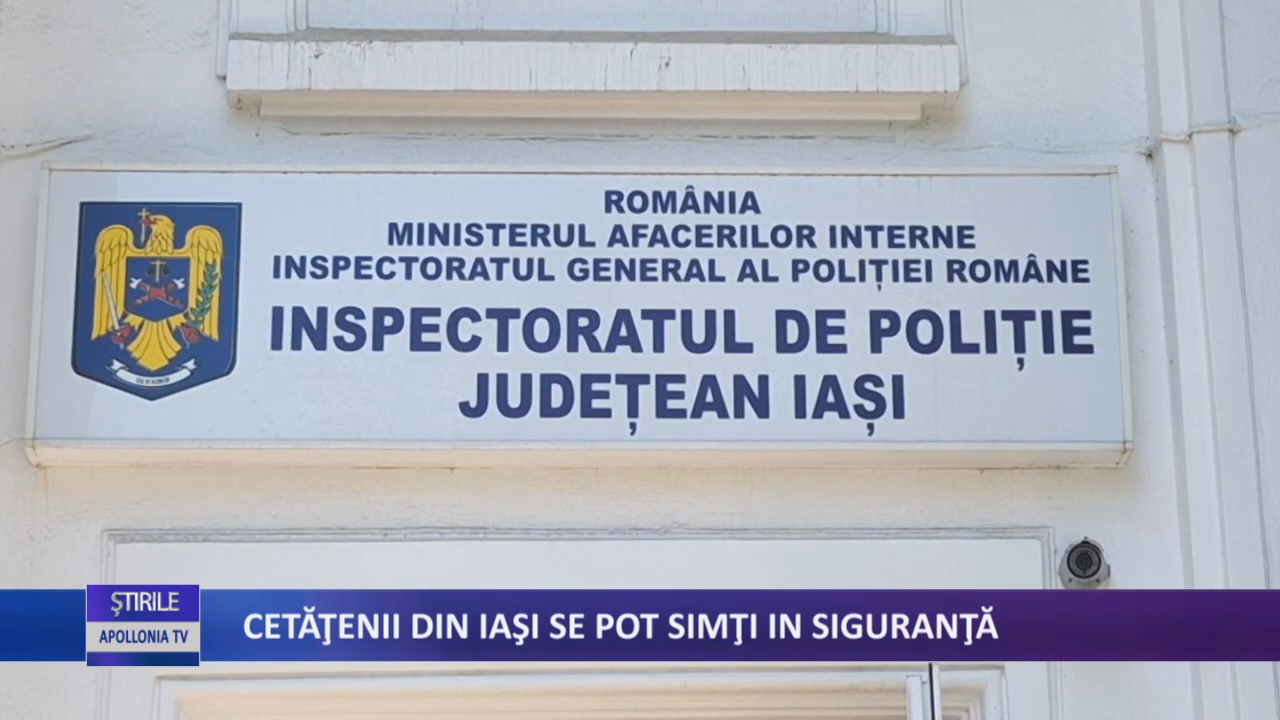 ROMÂNIA
MINISTERUL AFACERILOR INTERNE
INSPECTORATUL GENERAL AL POLIȚIEI ROMÂNE
INSPECTORATUL DE POLIȚIE
JUDEȚEAN IAȘI
ŞTIRILE
APOLLONIA TV
CETĂŢENII DIN IAŞI SE POT SIMŢI IN SIGURANŢĂ